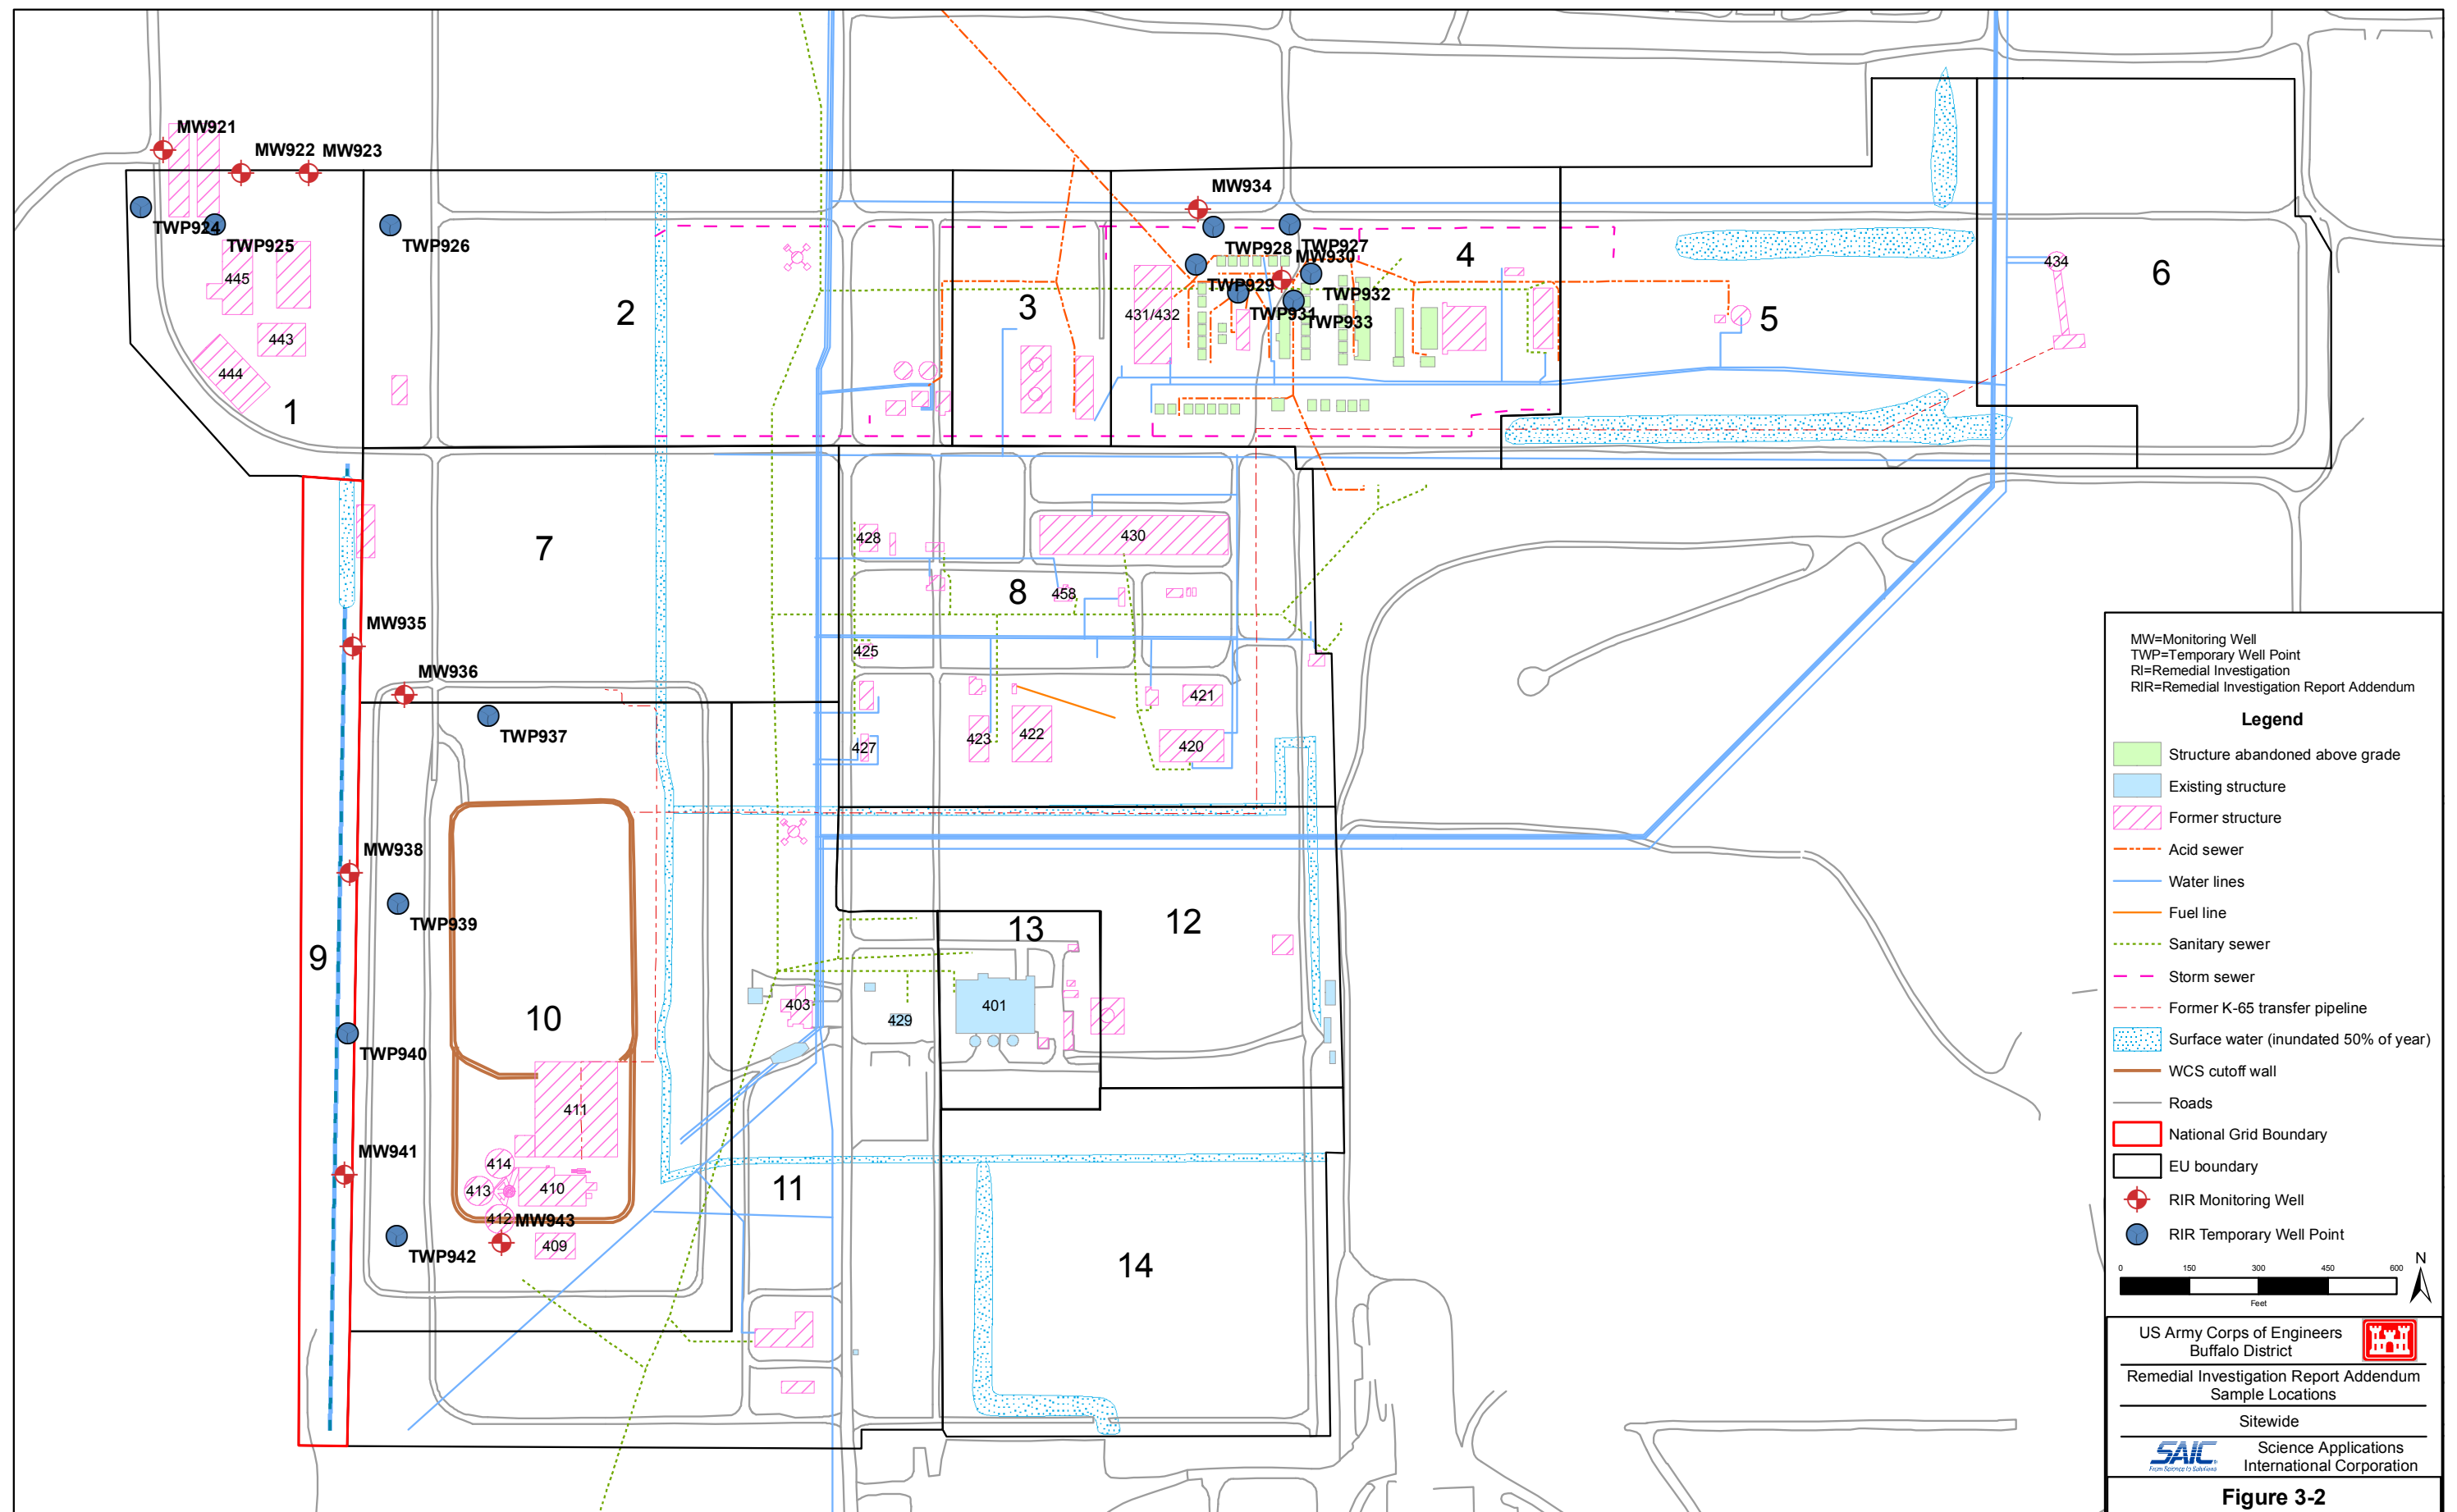 MW921
MW922
MW923
TWP924
TWP925
TWP926
445
443
444
1
2
3
MW934
TWP928
TWP927
MW930
TWP929
TWP932
TWP931
TWP933
431/432
4
5
434
6
7
428
430
8
458
425
421
427
423
422
420
MW935
MW936
TWP937
MW938
TWP939
9
TWP940
10
MW941
411
414
413
410
412
MW943
409
TWP942
403
429
401
13
12
11
14
MW=Monitoring Well
TWP=Temporary Well Point
RI=Remedial Investigation
RIR=Remedial Investigation Report Addendum
Legend
Structure abandoned above grade
Existing structure
Former structure
Acid sewer
Water lines
Fuel line
Sanitary sewer
Storm sewer
Former K-65 transfer pipeline
Surface water (inundated 50% of year)
WCS cutoff wall
Roads
National Grid Boundary
EU boundary
RIR Monitoring Well
RIR Temporary Well Point
0 150 300 450 600
Feet
N
US Army Corps of Engineers
Buffalo District
Remedial Investigation Report Addendum
Sample Locations
Sitewide
SAIC
From Science to Solutions
Science Applications
International Corporation
Figure 3-2